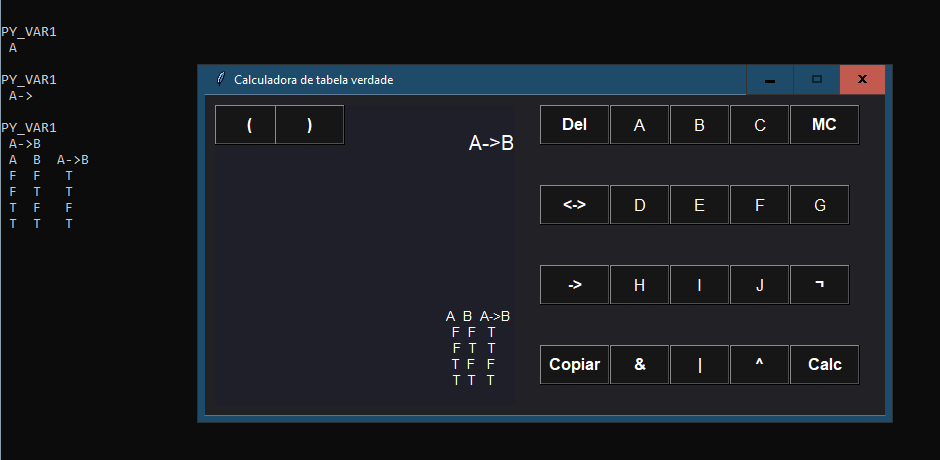 PY_VAR1
A
PY_VAR1
A->
PY_VAR1
A->B
A B A->B
F F T
F T T
T F F
T T T
Calculadora de tabela verdade
( )
A->B
A B A->B
F F T
F T T
T F F
T T T
Del A B C MC
<-> D E F G
-> H I J ¬
Copiar & | ^ Calc